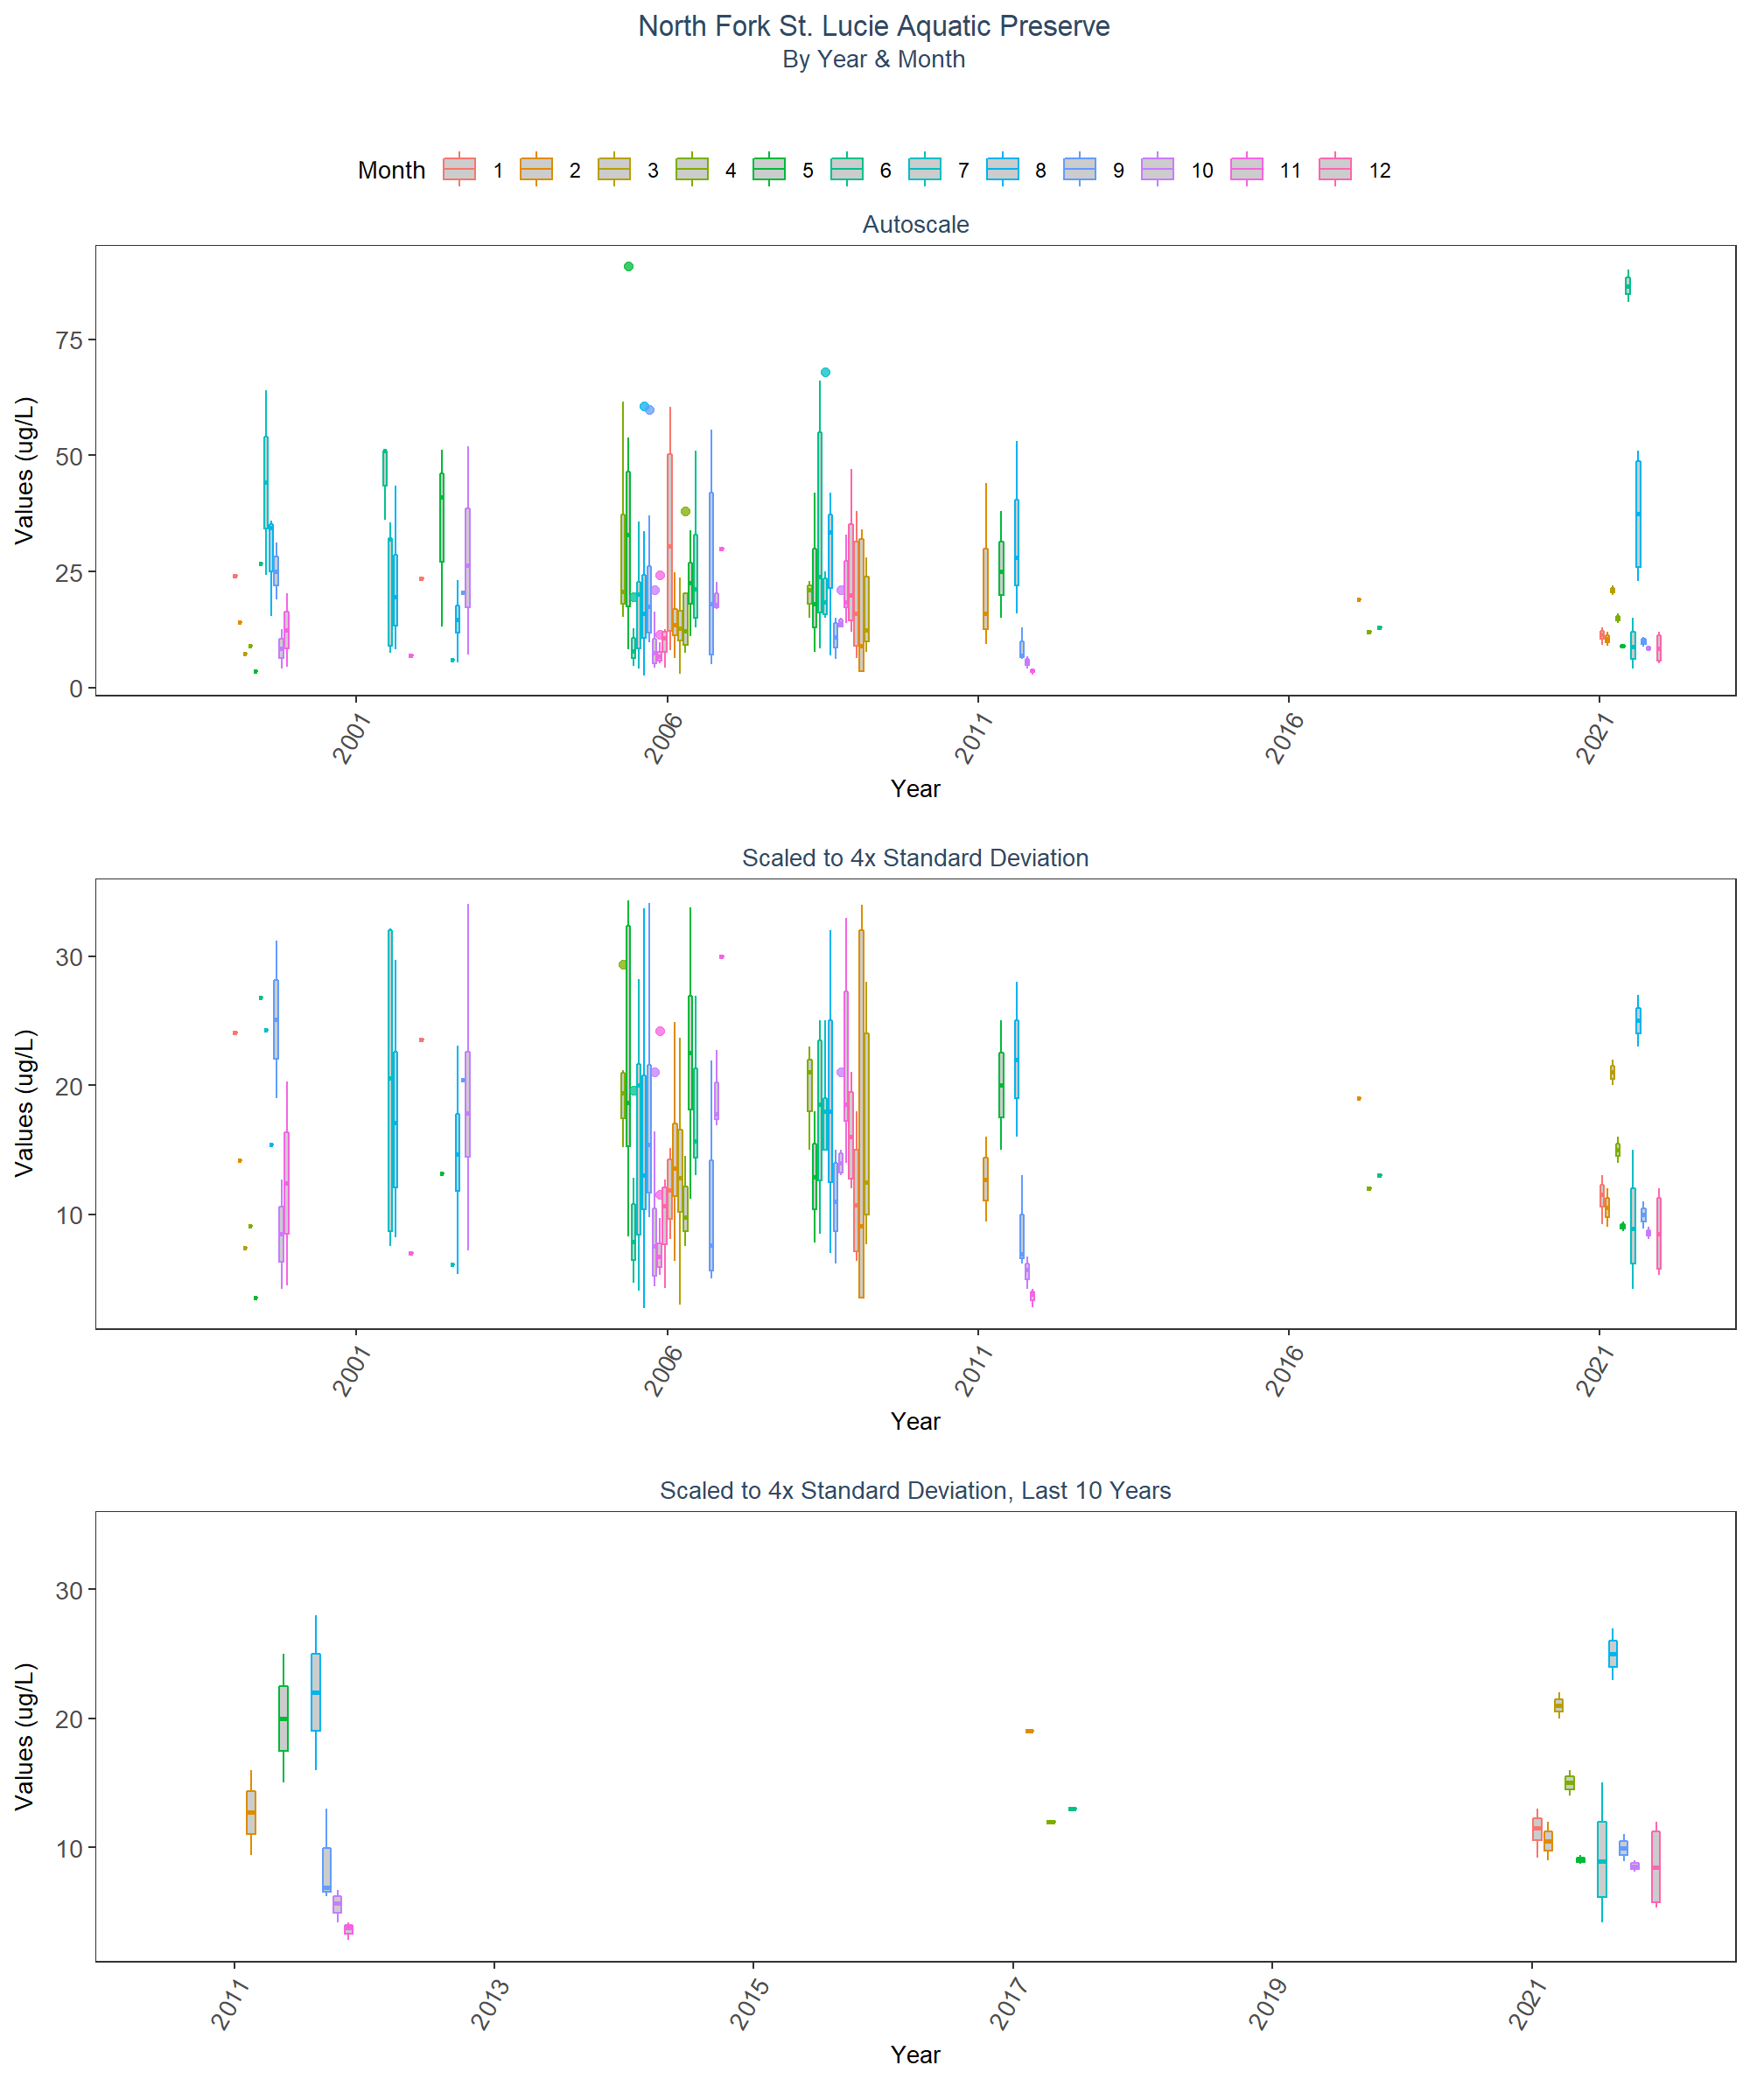 North Fork St. Lucie Aquatic Preserve
By Year & Month
Month 1 2 3 4 5 6 7 8 9 10 11 12
Autoscale
Values (ug/L)
75
50
25
0
2001 2006 2011 2016 2021
Year
Scaled to 4x Standard Deviation
Values (ug/L)
30
20
10
2001 2006 2011 2016 2021
Year
Scaled to 4x Standard Deviation, Last 10 Years
Values (ug/L)
30
20
10
2011 2013 2015 2017 2019 2021
Year